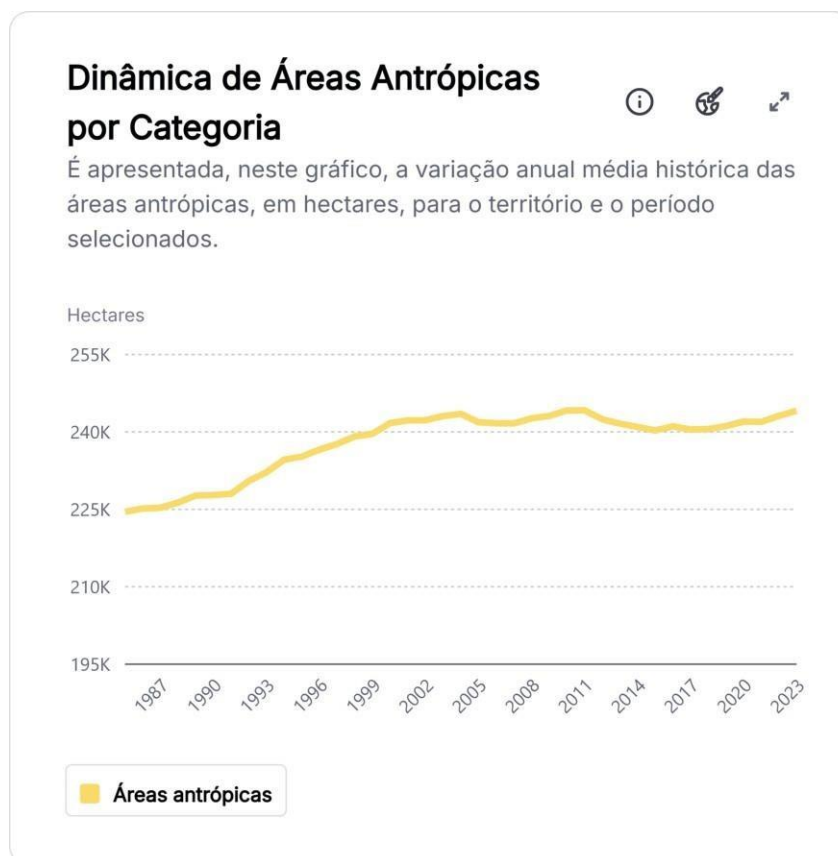 Dinâmica de Áreas Antrópicas
por Categoria
É apresentada, neste gráfico, a variação anual média histórica das
áreas antrópicas, em hectares, para o território e o período
selecionados.
Hectares
255K
240K
225K
210K
195K
1987 1990 1993 1996 1999 2002 2005 2008 2011 2014 2017 2020 2023
Áreas antrópicas